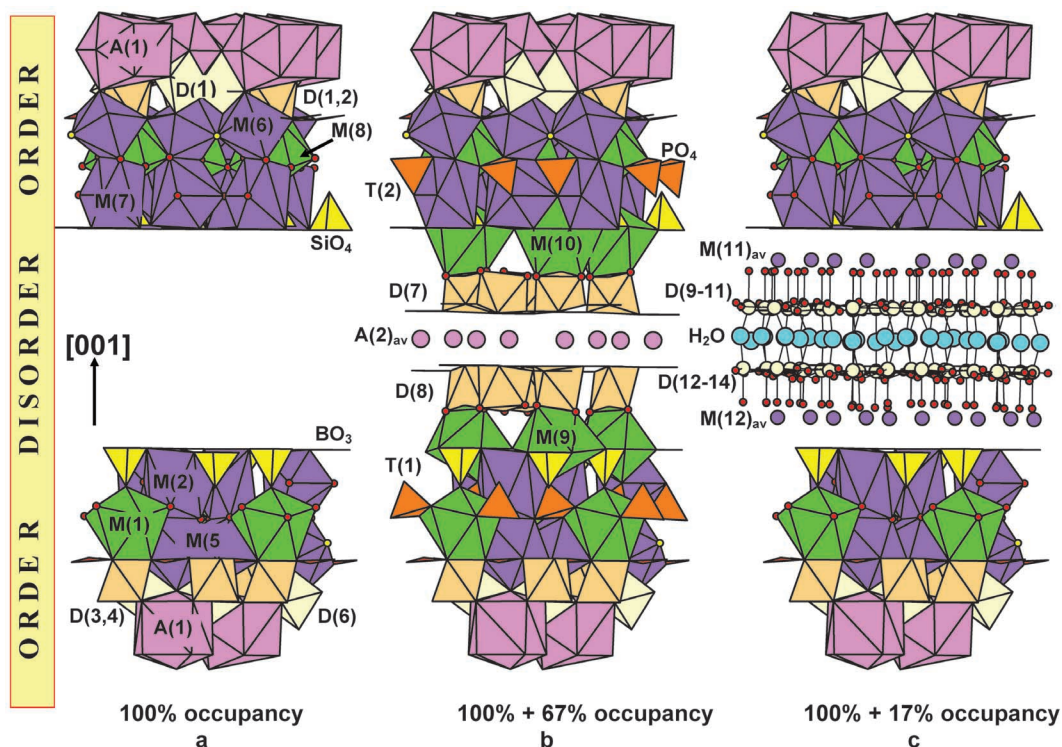 ORDER DISORDER ORDER
A(1)
D(1)
D(1,2)
M(6)
M(8)
M(7)
SiO4
[001]
BO3
M(2)
M(1)
M(5
D(3,4)
A(1)
D(6)
100% occupancy
a
PO4
T(2)
M(10)
D(7)
A(2)av
D(8)
M(9)
T(1)
100% + 67% occupancy
b
M(11)av
D(9-11)
H2O
D(12-14)
M(12)av
100% + 17% occupancy
c